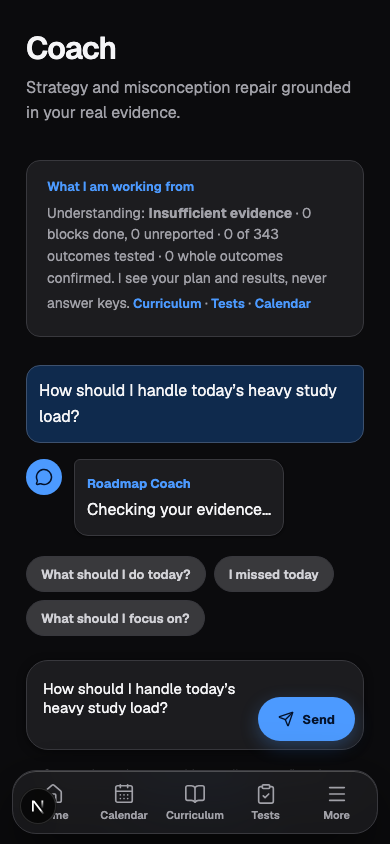 Coach
Strategy and misconception repair grounded
in your real evidence.
What I am working from
Understanding: Insufficient evidence · 0
blocks done, 0 unreported · 0 of 343
outcomes tested · 0 whole outcomes
confirmed. I see your plan and results, never
answer keys. Curriculum · Tests · Calendar
How should I handle today's heavy study
load?
Roadmap Coach
Checking your evidence...
What should I do today?
I missed today
What should I focus on?
How should I handle today's
heavy study load?
Send
N
me
Calendar
Curriculum
Tests
More